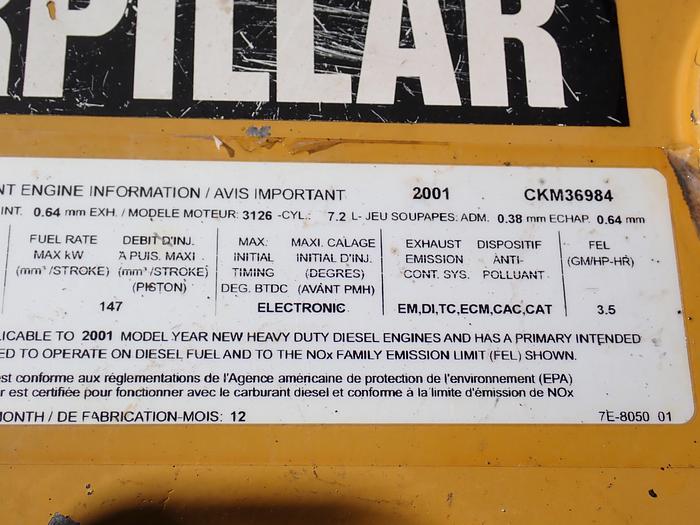 RPILLAR
NT ENGINE INFORMATION / AVIS IMPORTANT 2001 CKM36984
INT. 0.64 mm EXH. / MODELE MOTEUR: 3126 -CYL.: 7.2 L- JEU SOUPAPES: ADM. 0.38 mm ECHAP. 0.64 mm
FUEL RATE DEBIT D'INJ. MAX. MAXI. CALAGE EXHAUST DISPOSITIF FEL
MAX kW A PUIS. MAXI INITIAL INITIAL D'INJ. EMISSION ANTI- (GM/HP-HR)
(mm³/STROKE) (mm³/STROKE) TIMING (DEGRES) CONT. SYS. POLLUANT
(PISTON) DEG. BTDC (AVANT PMH)
147 ELECTRONIC EM,DI,TC,ECM,CAC,CAT 3.5
LICABLE TO 2001 MODEL YEAR NEW HEAVY DUTY DIESEL ENGINES AND HAS A PRIMARY INTENDED
ED TO OPERATE ON DIESEL FUEL AND TO THE NOx FAMILY EMISSION LIMIT (FEL) SHOWN.
est conforme aux réglementations de l'Agence américaine de protection de l'environnement (EPA)
r est certifiée pour fonctionner avec le carburant diesel et conforme à la limite d'émission de NOx
MONTH / DE FABRICATION-MOIS: 12 7E-8050 01